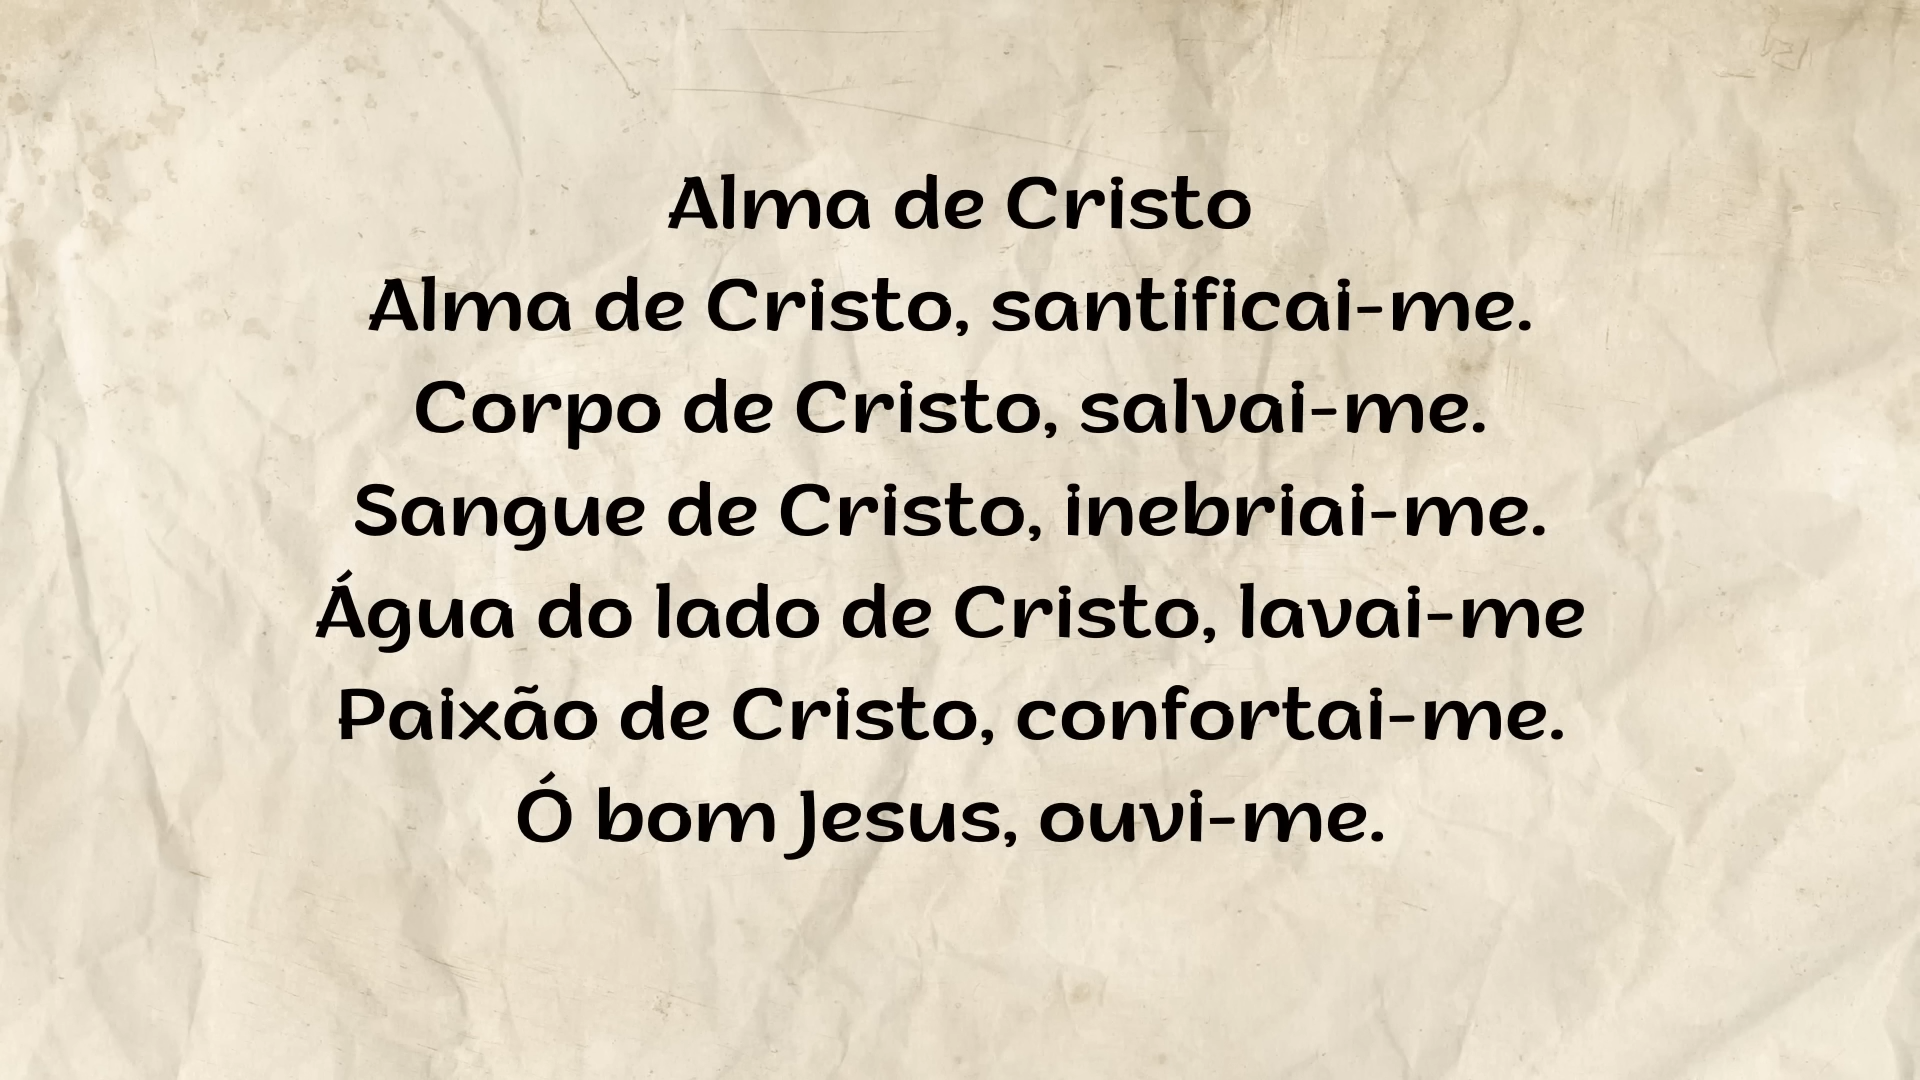 Alma de Cristo
Alma de Cristo, santificai-me.
Corpo de Cristo, salvai-me.
Sangue de Cristo, inebriai-me.
Água do lado de Cristo, lavai-me
Paixão de Cristo, confortai-me.
Ó bom Jesus, ouvi-me.